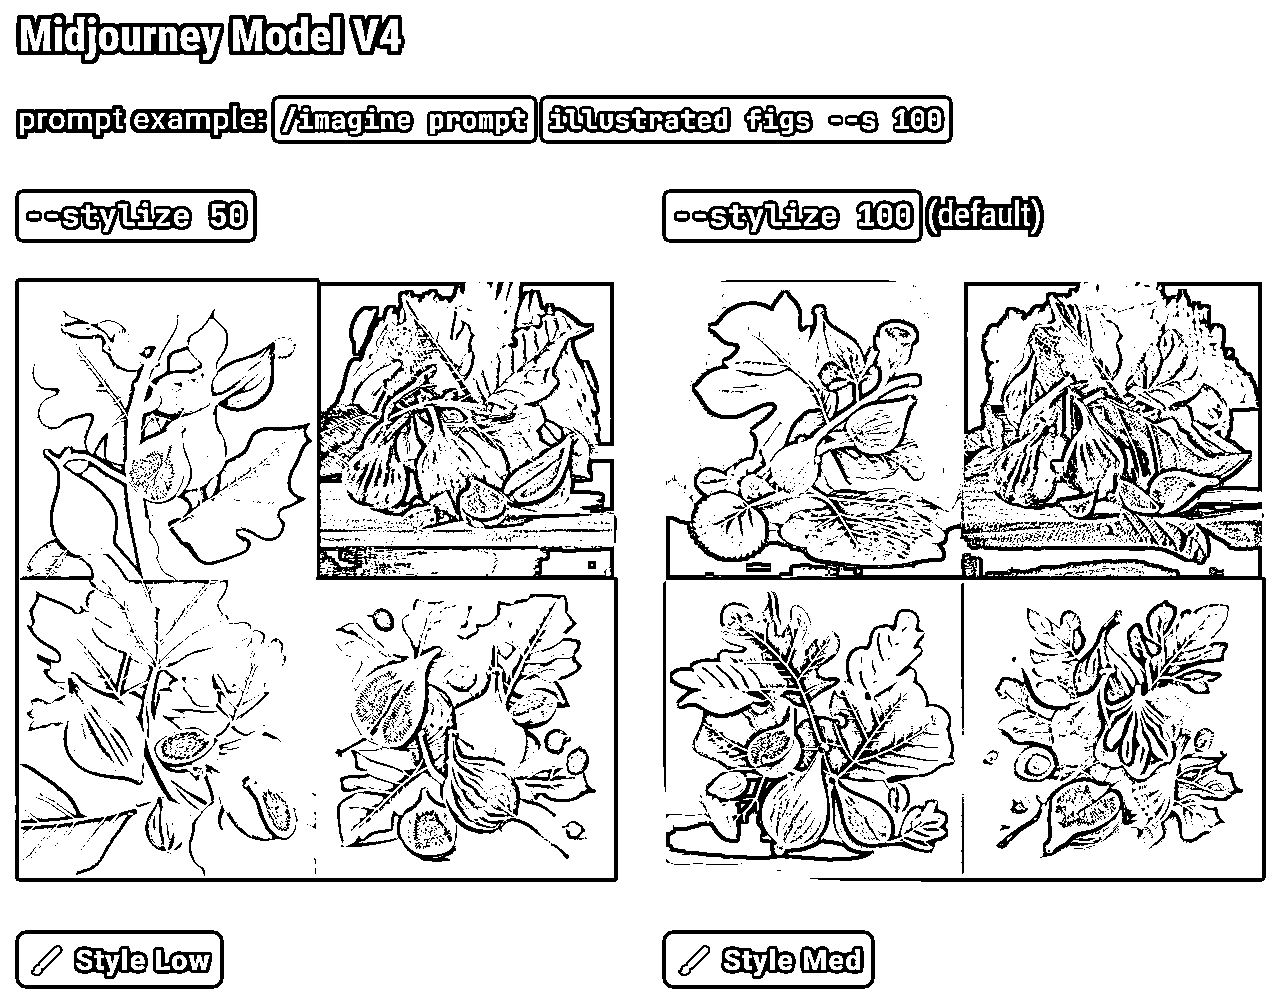 Midjourney Model V4
prompt example: /imagine prompt illustrated figs --s 100
--stylize 50
--stylize 100 (default)
Style Low
Style Med